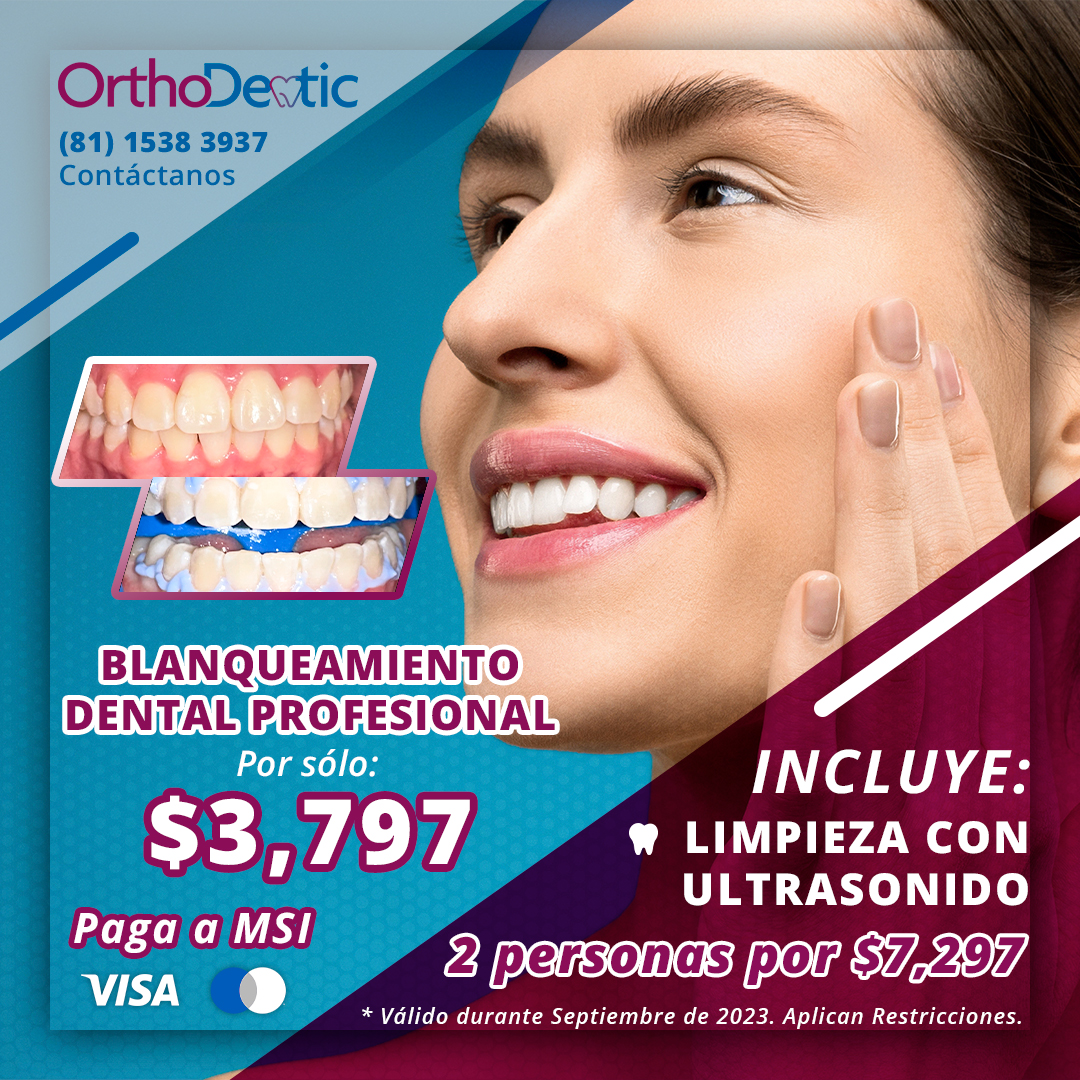 OrthoDentic
(81) 1538 3937
Contáctanos
BLANQUEAMIENTO
DENTAL PROFESIONAL
Por sólo:
$3,797
Paga a MSI
VISA
INCLUYE:
LIMPIEZA CON
ULTRASONIDO
2 personas por $7,297
* Válido durante Septiembre de 2023. Aplican Restricciones.